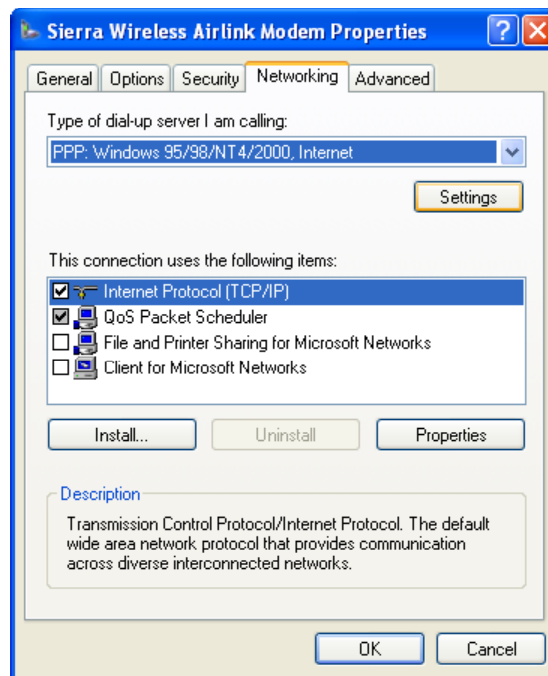 Sierra Wireless Airlink Modem Properties
General Options Security Networking Advanced
Type of dial-up server I am calling:
PPP: Windows 95/98/NT4/2000, Internet
Settings
This connection uses the following items:
Internet Protocol (TCP/IP)
QoS Packet Scheduler
File and Printer Sharing for Microsoft Networks
Client for Microsoft Networks
Install... Uninstall Properties
Description
Transmission Control Protocol/Internet Protocol. The default
wide area network protocol that provides communication
across diverse interconnected networks.
OK Cancel